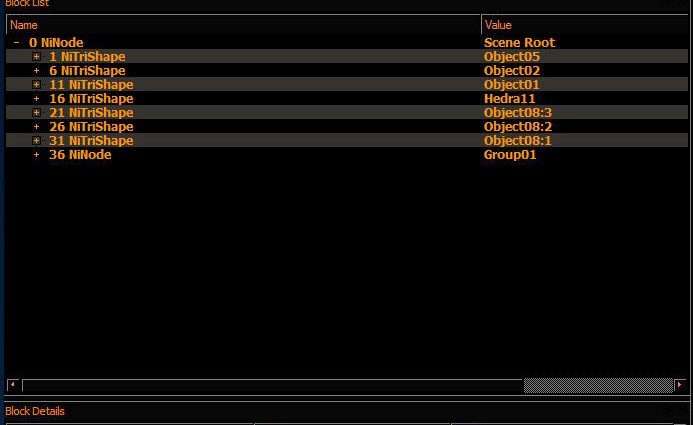 Block List
Name Value
- 0 NiNode Scene Root
+ 1 NiTriShape Object05
+ 6 NiTriShape Object02
+ 11 NiTriShape Object01
+ 16 NiTriShape Hedra11
+ 21 NiTriShape Object08:3
+ 26 NiTriShape Object08:2
+ 31 NiTriShape Object08:1
+ 36 NiNode Group01
Block Details